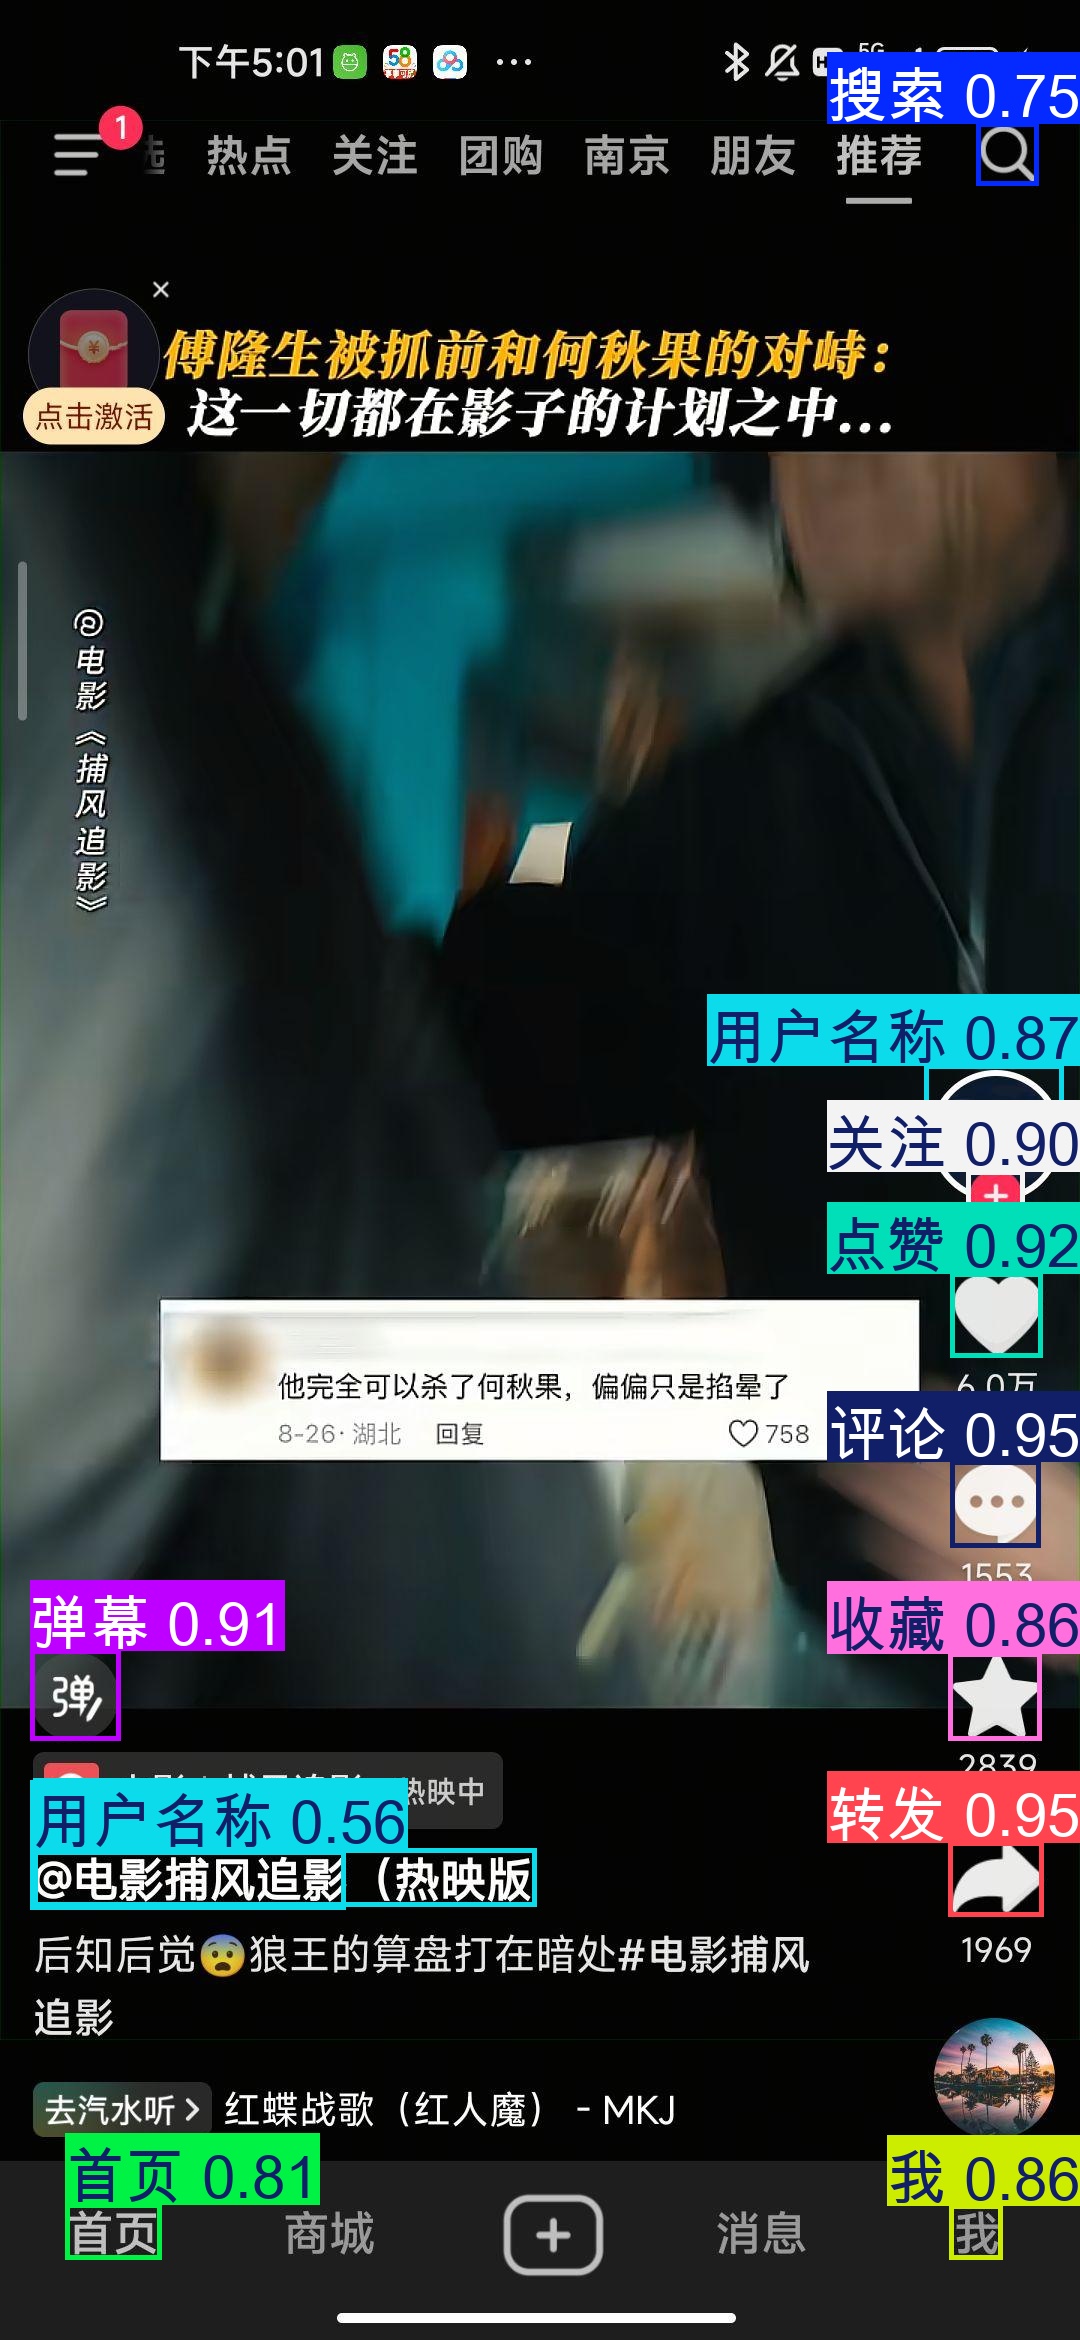 下午5:01 ...
搜索 0.75
1
热点 关注 团购 南京 朋友 推荐
傅隆生被抓前和何秋果的对峙：
点击激活
这一切都在影子的计划之中...
@电影《捕风追影》
用户名称 0.87
关注 0.90
点赞 0.92
他完全可以杀了何秋果，偏偏只是掐晕了
8-26·湖北 回复 758
评论 0.95
1553
弹幕 0.91
收藏 0.86
弹
2839
热映中
用户名称 0.56
转发 0.95
@电影捕风追影（热映版
后知后觉😨狼王的算盘打在暗处#电影捕风
追影
1969
去汽水听 > 红蝶战歌（红人魔） - MKJ
首页 0.81
我 0.86
首页 商城 消息 我